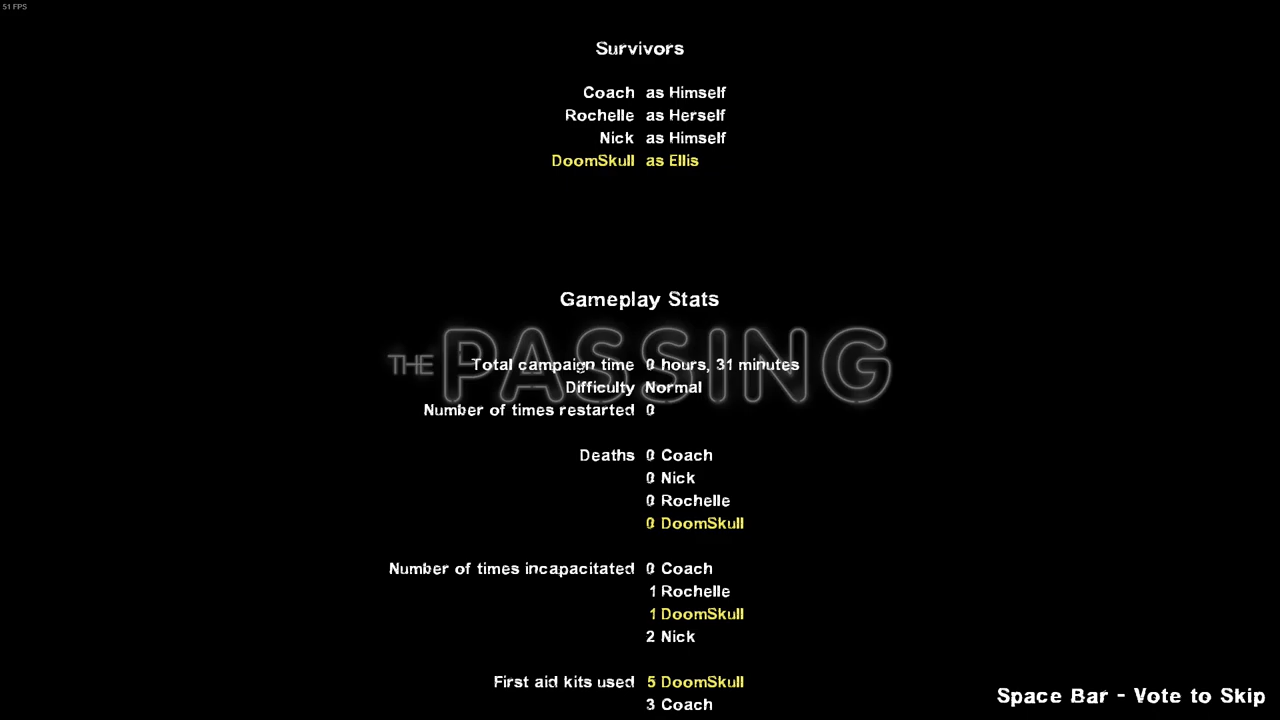 51 FPS
Survivors
Coach as Himself
Rochelle as Herself
Nick as Himself
DoomSkull as Ellis
Gameplay Stats
THE PASSING
Total campaign time 0 hours, 31 minutes
Difficulty Normal
Number of times restarted 0
Deaths 0 Coach
0 Nick
0 Rochelle
0 DoomSkull
Number of times incapacitated 0 Coach
1 Rochelle
1 DoomSkull
2 Nick
First aid kits used 5 DoomSkull
3 Coach
Space Bar - Vote to Skip